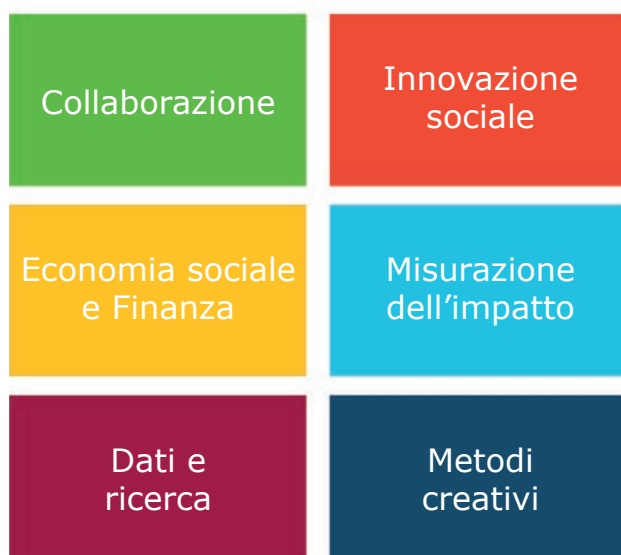 Collaborazione
Innovazione
sociale
Economia sociale
e Finanza
Misurazione
dell’impatto
Dati e
ricerca
Metodi
creativi